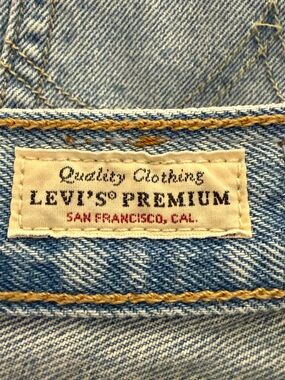 Quality Clothing
LEVI'S® PREMIUM
SAN FRANCISCO, CAL.